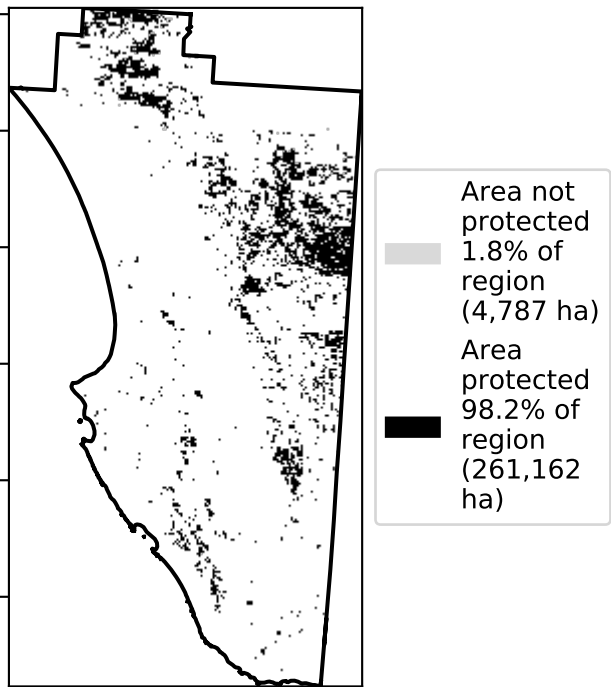 Area not
protected
1.8% of
region
(4,787 ha)
Area
protected
98.2% of
region
(261,162
ha)